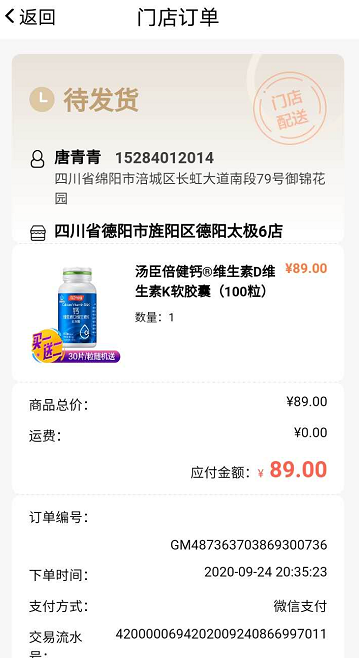 返回
门店订单
待发货
门店
配送
唐青青 15284012014
四川省绵阳市涪城区长虹大道南段79号御锦花
园
四川省德阳市旌阳区德阳太极6店
汤臣倍健钙®维生素D维
¥89.00
生素K软胶囊（100粒）
数量：1
钙
买一
送二
30片/粒随机送
商品总价：
¥89.00
运费：
¥0.00
应付金额：¥ 89.00
订单编号：
GM487363703869300736
下单时间：
2020-09-24 20:35:23
支付方式：
微信支付
交易流水
4200000694202009240866997011
号：